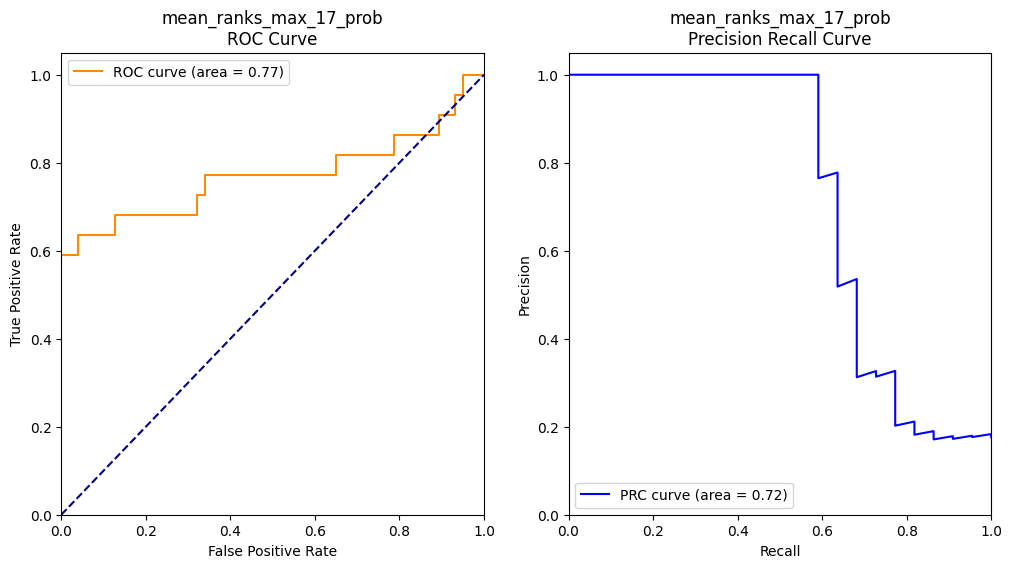 mean_ranks_max_17_prob
ROC Curve
ROC curve (area = 0.77)
True Positive Rate
1.0
0.8
0.6
0.4
0.2
0.0
0.0 0.2 0.4 0.6 0.8 1.0
False Positive Rate
mean_ranks_max_17_prob
Precision Recall Curve
Precision
1.0
0.8
0.6
0.4
0.2
0.0
PRC curve (area = 0.72)
0.0 0.2 0.4 0.6 0.8 1.0
Recall